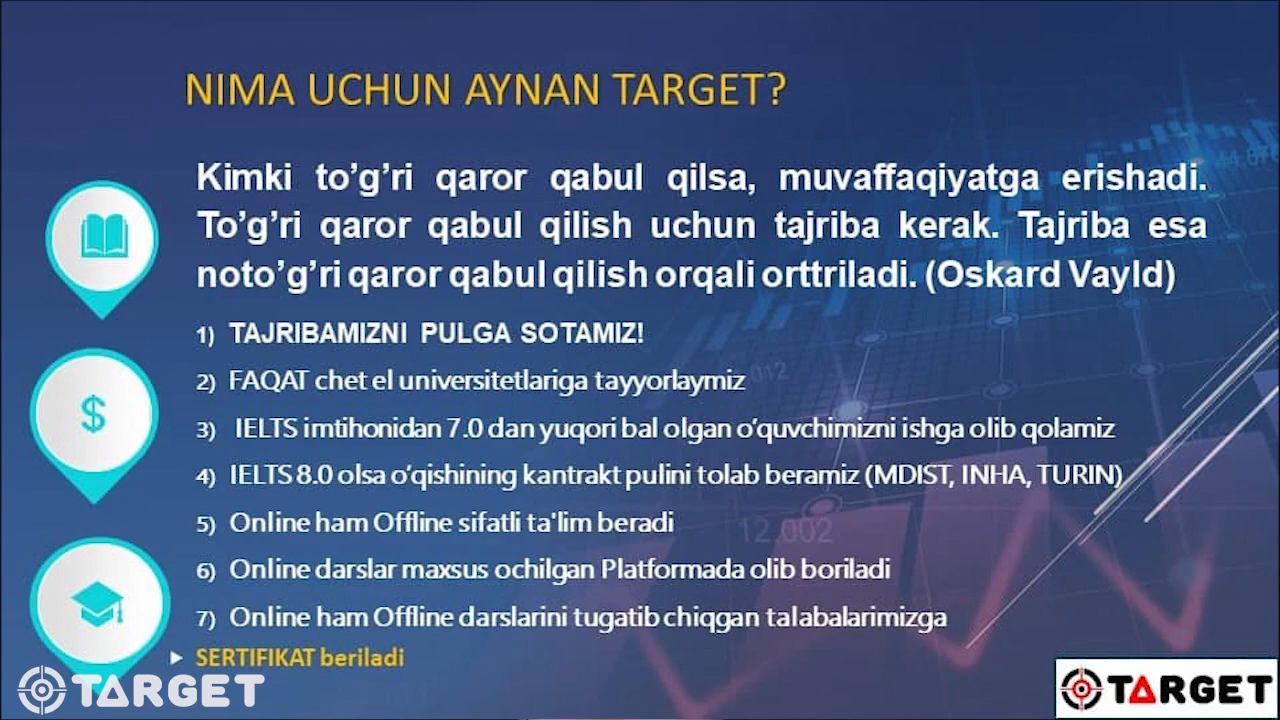 NIMA UCHUN AYNAN TARGET?
Kimki to’g’ri qaror qabul qilsa, muvaffaqiyatga erishadi.
To’g’ri qaror qabul qilish uchun tajriba kerak. Tajriba esa
noto’g’ri qaror qabul qilish orqali orttriladi. (Oskard Vayld)
1) TAJRIBAMIZNI PULGA SOTAMIZ!
2) FAQAT chet el universitetlariga tayyorlaymiz
3) IELTS imtihonidan 7.0 dan yuqori bal olgan o‘quvchimizni ishga olib qolamiz
4) IELTS 8.0 olsa o‘qishining kantrakt pulini tolab beramiz (MDIST, INHA, TURIN)
5) Online ham Offline sifatli ta'lim beradi
6) Online darslar maxsus ochilgan Platformada olib boriladi
7) Online ham Offline darslarini tugatib chiqgan talabalarimizga
SERTIFIKAT beriladi
$
12.002
TARGET
TARGET